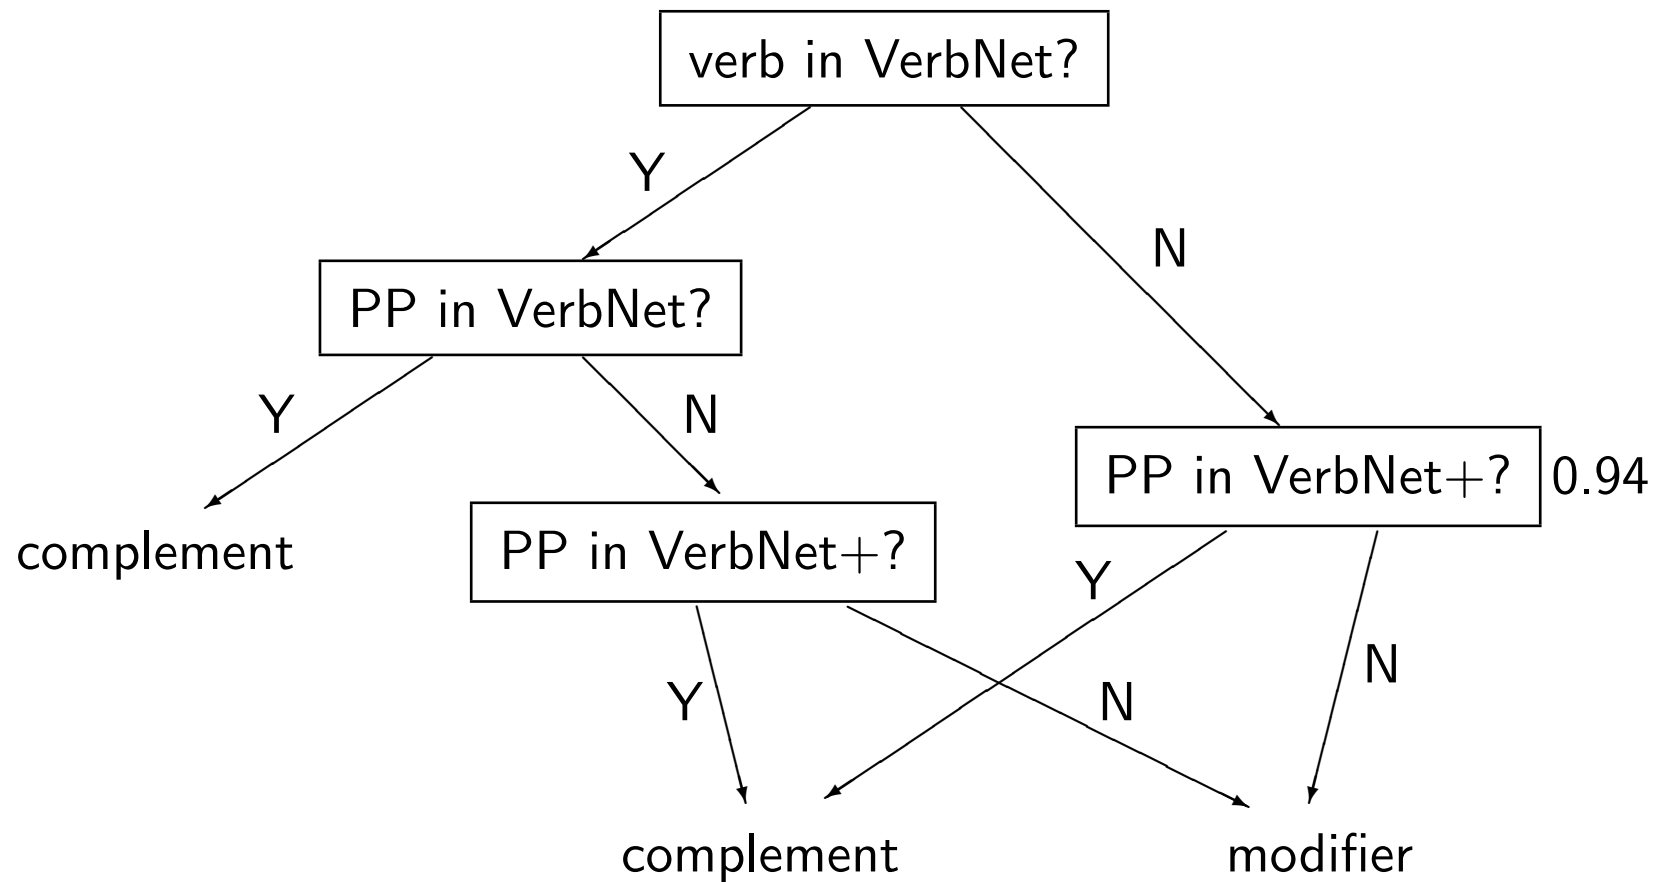 verb in VerbNet?
Y
N
PP in VerbNet?
Y
N
PP in VerbNet+? 0.94
complement
PP in VerbNet+?
Y
N
Y
N
complement
modifier